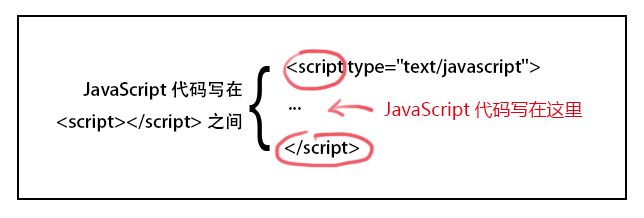 JavaScript 代码写在
<script></script> 之间
<script type="text/javascript">
...
JavaScript 代码写在这里
</script>